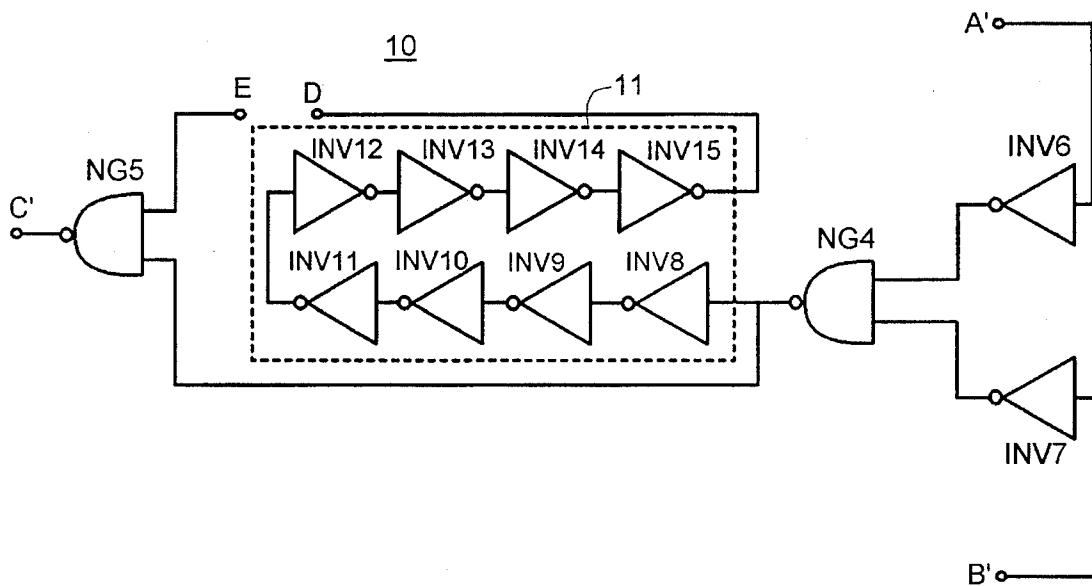 A'
10
E
D
11
INV12
INV13
INV14
INV15
INV6
NG5
C'
NG4
INV11
INV10
INV9
INV8
INV7
B'